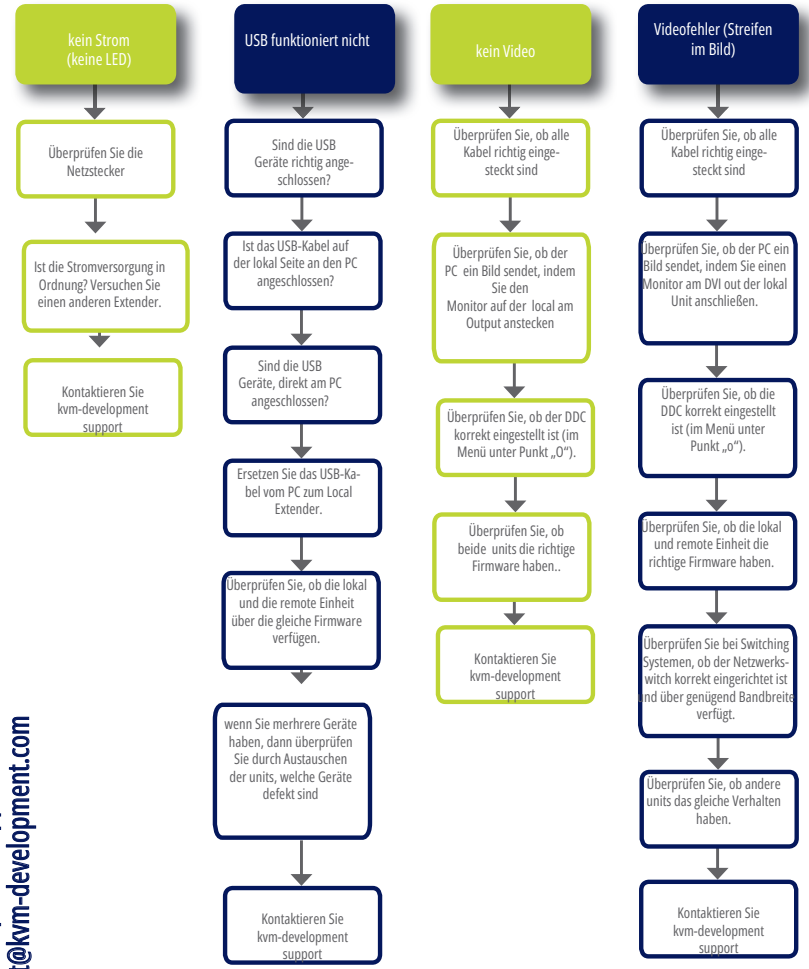 kein Strom
(keine LED)
Überprüfen Sie die
Netzstecker
Ist die Stromversorgung in
Ordnung? Versuchen Sie
einen anderen Extender.
Kontaktieren Sie
kvm-development
support
USB funktioniert nicht
Sind die USB
Geräte richtig ange-
schlossen?
Ist das USB-Kabel auf
der lokal Seite an den PC
angeschlossen?
Sind die USB
Geräte, direkt am PC
angeschlossen?
Ersetzen Sie das USB-Ka-
bel vom PC zum Local
Extender.
Überprüfen Sie, ob die lokal
und die remote Einheit
über die gleiche Firmware
verfügen.
wenn Sie merhrere Geräte
haben, dann überprüfen
Sie durch Austauschen
der units, welche Geräte
defekt sind
Kontaktieren Sie
kvm-development
support
kein Video
Überprüfen Sie, ob alle
Kabel richtig einge-
steckt sind
Überprüfen Sie, ob der
PC ein Bild sendet, indem
Sie den
Monitor auf der local am
Output anstecken
Überprüfen Sie, ob der DDC
korrekt eingestellt ist (im
Menü unter Punkt „O").
Überprüfen Sie, ob
beide units die richtige
Firmware haben..
Kontaktieren Sie
kvm-development
support
Videofehler (Streifen
im Bild)
Überprüfen Sie, ob alle
Kabel richtig einge-
steckt sind
Überprüfen Sie, ob der PC ein
Bild sendet, indem Sie einen
Monitor am DVI out der lokal
Unit anschließen.
Überprüfen Sie, ob die
DDC korrekt eingestellt
ist (im Menü unter
Punkt „o").
Überprüfen Sie, ob die lokal
und remote Einheit die
richtige Firmware haben.
Überprüfen Sie bei Switching
Systemen, ob der Netzwerks-
witch korrekt eingerichtet ist
und über genügend Bandbreite
verfügt.
Überprüfen Sie, ob andere
units das gleiche Verhalten
haben.
Kontaktieren Sie
kvm-development
support
t@kvm-development.com